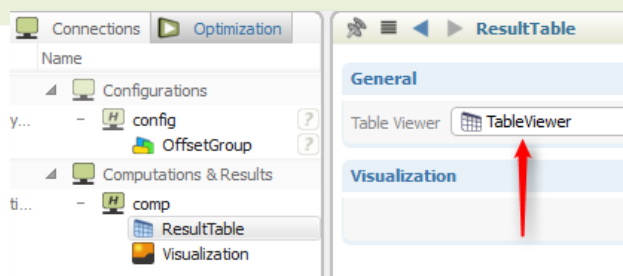 Connections Optimization
Name
Configurations
y... - H config ?
OffsetGroup ?
Computations & Results
ti... - H comp
ResultTable
Visualization
ResultTable
General
Table Viewer TableViewer
Visualization